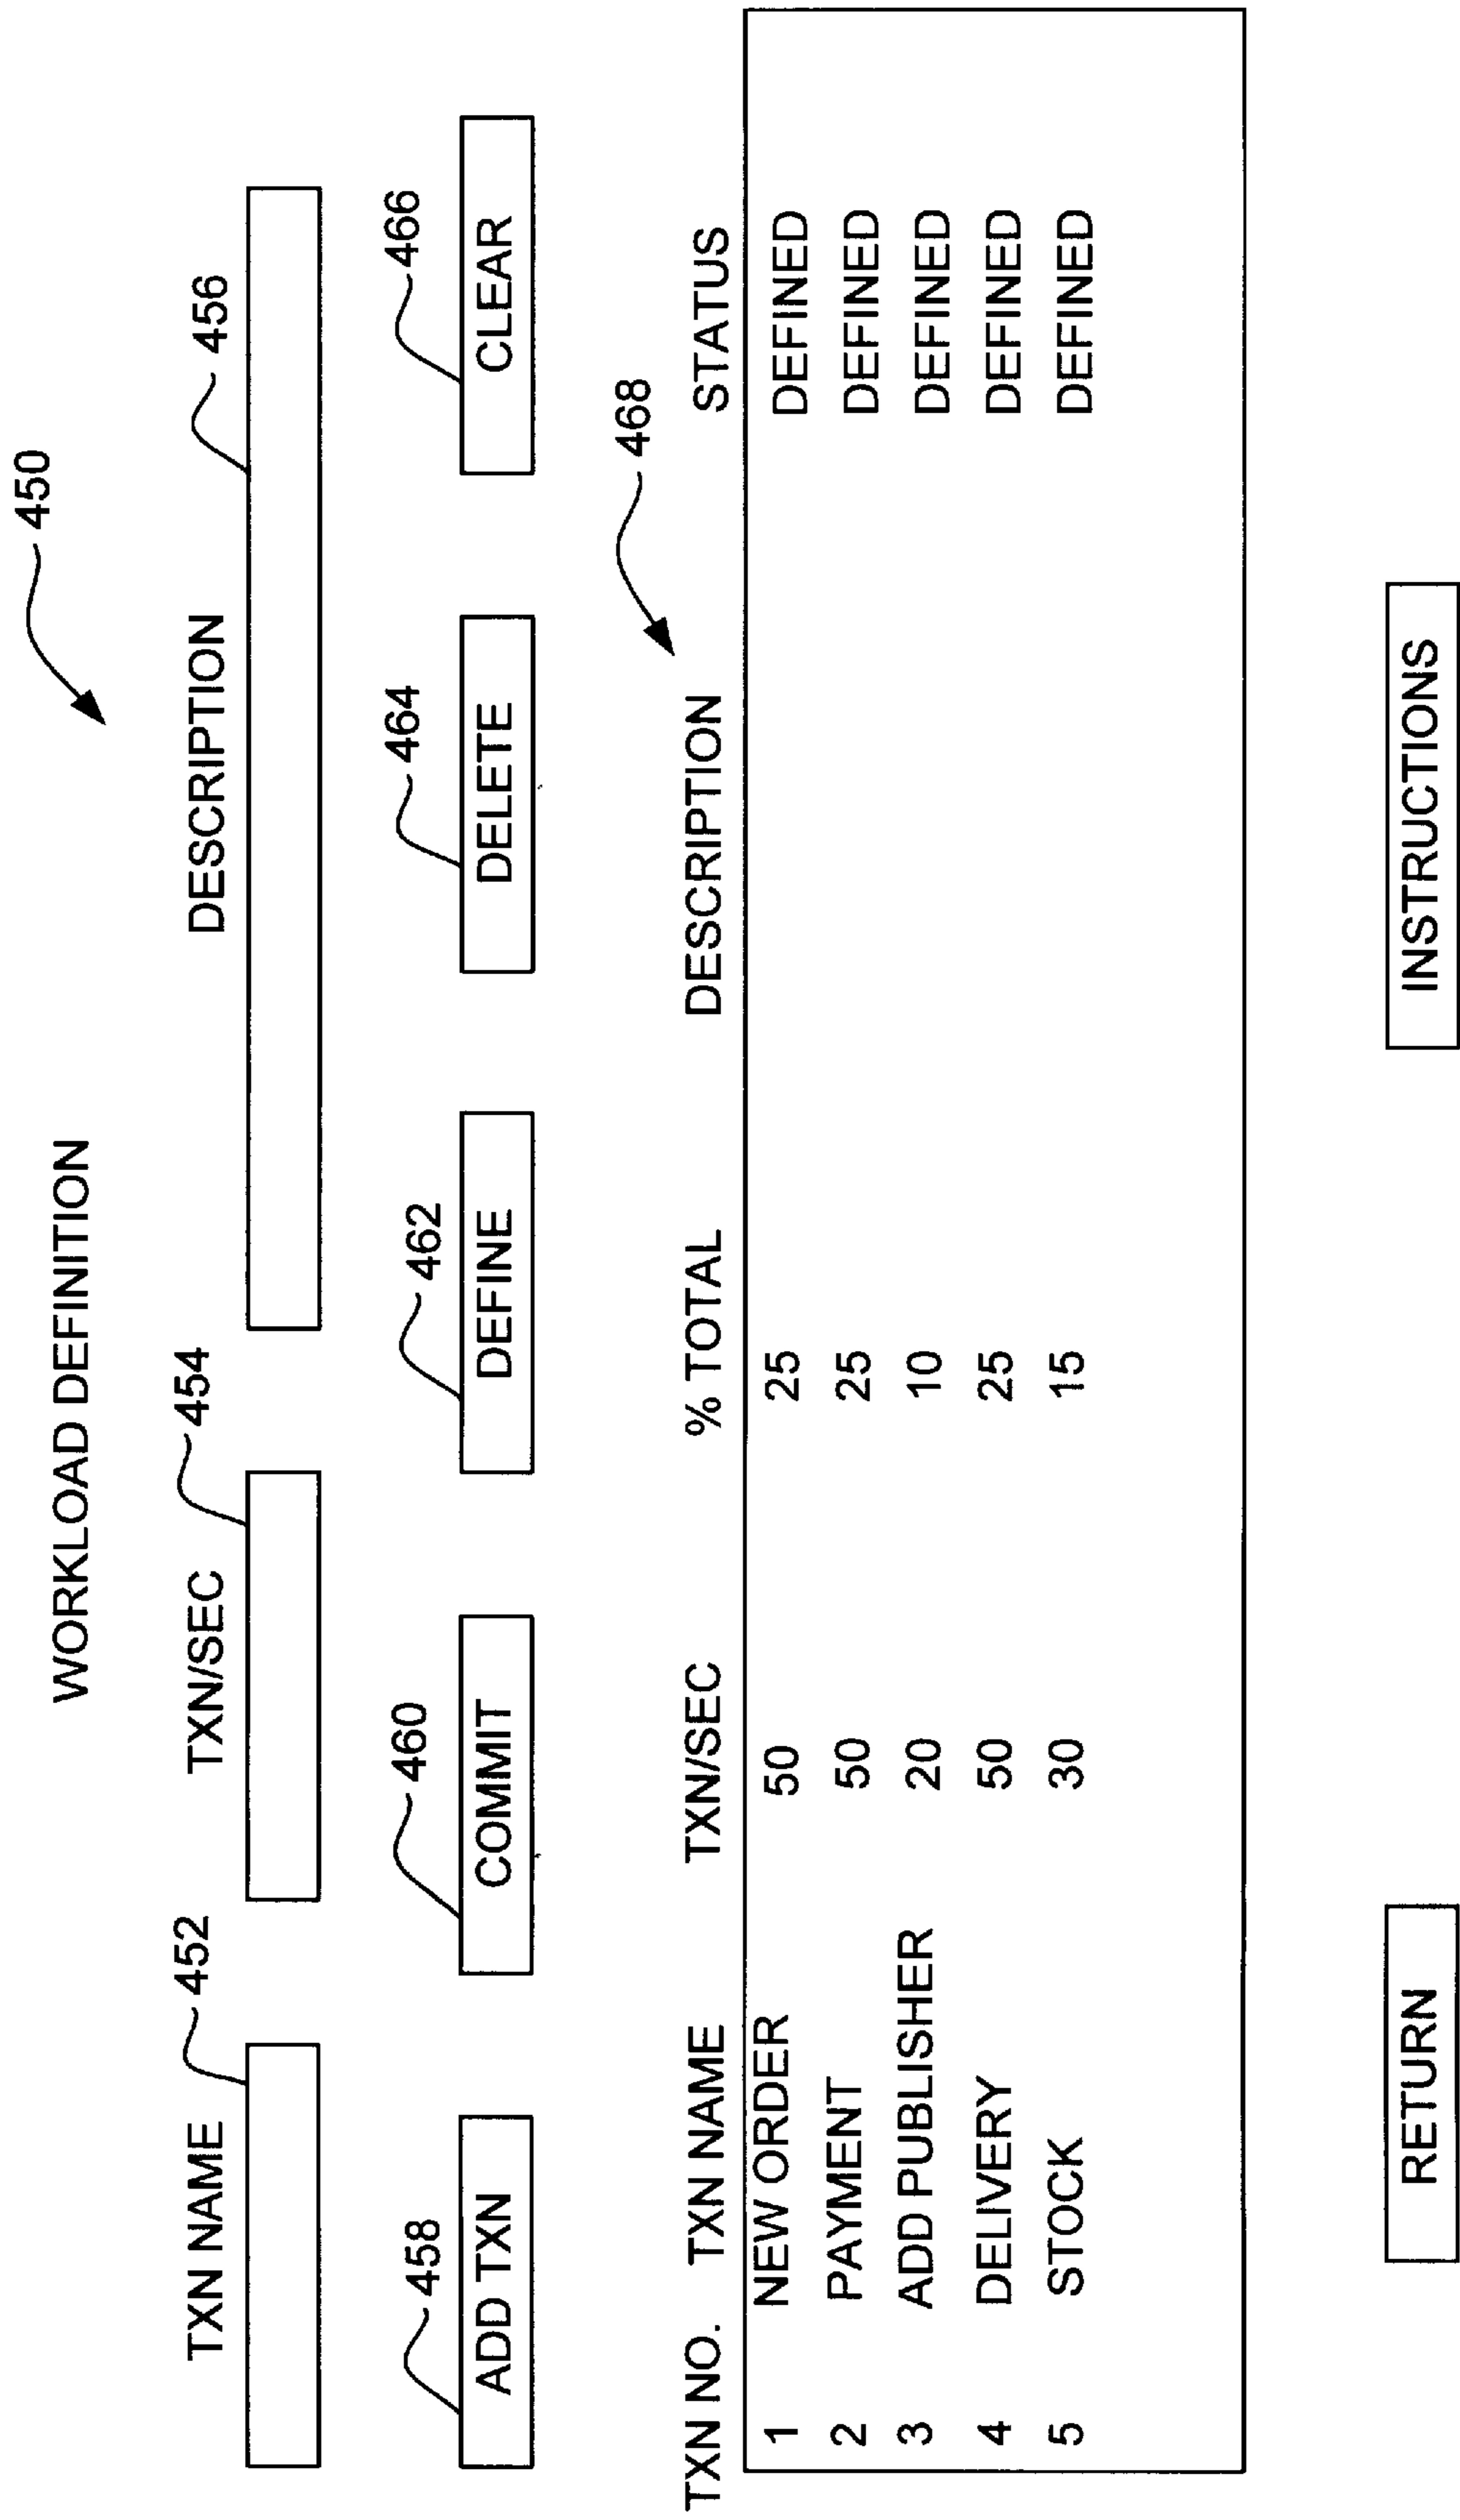 450
WORKLOAD DEFINITION
452 454 456
TXN NAME TXN/SEC DESCRIPTION
458 460 462 464 466
ADD TXN COMMIT DEFINE DELETE CLEAR
468
TXN NO. TXN NAME TXN/SEC % TOTAL DESCRIPTION STATUS
1 NEW ORDER 50 25 DEFINED
2 PAYMENT 50 25 DEFINED
3 ADD PUBLISHER 20 10 DEFINED
4 DELIVERY 50 25 DEFINED
5 STOCK 30 15 DEFINED
RETURN INSTRUCTIONS